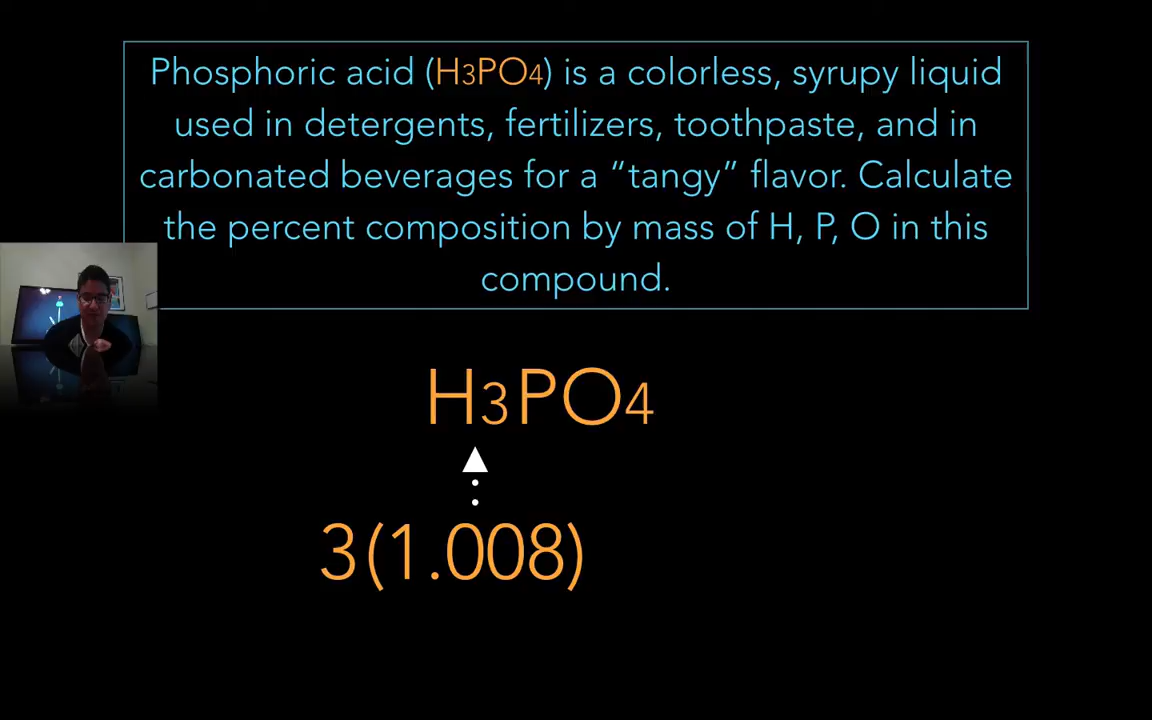 Phosphoric acid (H3PO4) is a colorless, syrupy liquid
used in detergents, fertilizers, toothpaste, and in
carbonated beverages for a “tangy” flavor. Calculate
the percent composition by mass of H, P, O in this
compound.
H3PO4
3(1.008)